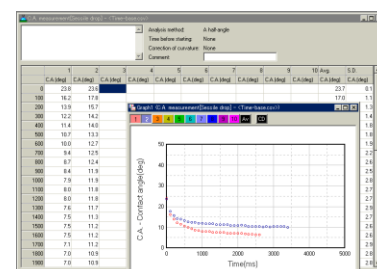 C.A. measurement[Sessile drop] - <Time-base.csv>
Analysis method: A half-angle
Time before starting: None
Correction of curvature: None
Comment:
1 2 3 4 5 6 7 8 9 10 Avg. S.D.
C.A.(deg) C.A.(deg) C.A.(deg) C.A.(deg) C.A.(deg) C.A.(deg) C.A.(deg) C.A.(deg) C.A.(deg) C.A.(deg) C.A.(deg) C.A.(deg)
0 23.8 23.6 23.7 0.1
100 16.2 17.8 17.0 1.1
200 13.9 15.7
300 12.2 14.2
400 11.4 14.0
500 10.7 13.3
600 10.0 12.7
700 9.4 12.5
800 8.7 12.4
900 8.4 11.9
1000 7.9 11.9
1100 8.0 11.8
1200 8.0 11.8
1300 7.6 11.7
1400 7.5 11.3
1500 7.5 11.2
1600 7.5 11.2
1700 7.1 11.2
1800 7.0 10.9
1900 7.0 10.9
Graph1 (C.A. measurement[Sessile drop] - <Time-base.csv>)
1 2 3 4 5 6 7 8 9 10 Av CD
C.A. - Contact angle(deg)
50
40
30
20
10
0
0 1000 2000 3000 4000 5000
Time(ms)